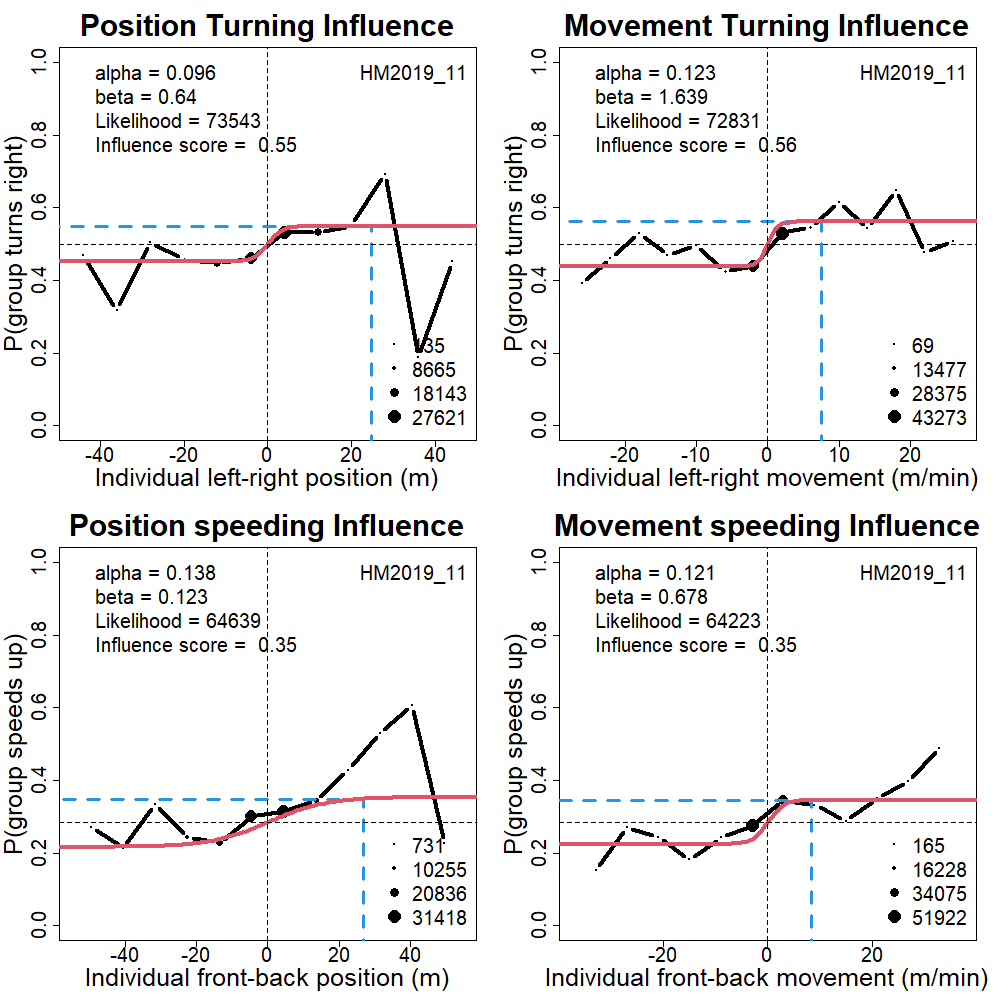 Position Turning Influence
alpha = 0.096
beta = 0.64
Likelihood = 73543
Influence score =  0.55
HM2019_11
P(group turns right)
1.0
0.8
0.6
0.4
0.2
0.0
135
8665
18143
27621
-40
-20
0
20
40
Individual left-right position (m)
Movement Turning Influence
alpha = 0.123
beta = 1.639
Likelihood = 72831
Influence score =  0.56
HM2019_11
P(group turns right)
1.0
0.8
0.6
0.4
0.2
0.0
69
13477
28375
43273
-20
-10
0
10
20
Individual left-right movement (m/min)
Position speeding Influence
alpha = 0.138
beta = 0.123
Likelihood = 64639
Influence score =  0.35
HM2019_11
P(group speeds up)
1.0
0.8
0.6
0.4
0.2
0.0
731
10255
20836
31418
-40
-20
0
20
40
Individual front-back position (m)
Movement speeding Influence
alpha = 0.121
beta = 0.678
Likelihood = 64223
Influence score =  0.35
HM2019_11
P(group speeds up)
1.0
0.8
0.6
0.4
0.2
0.0
165
16228
34075
51922
-20
0
20
Individual front-back movement (m/min)